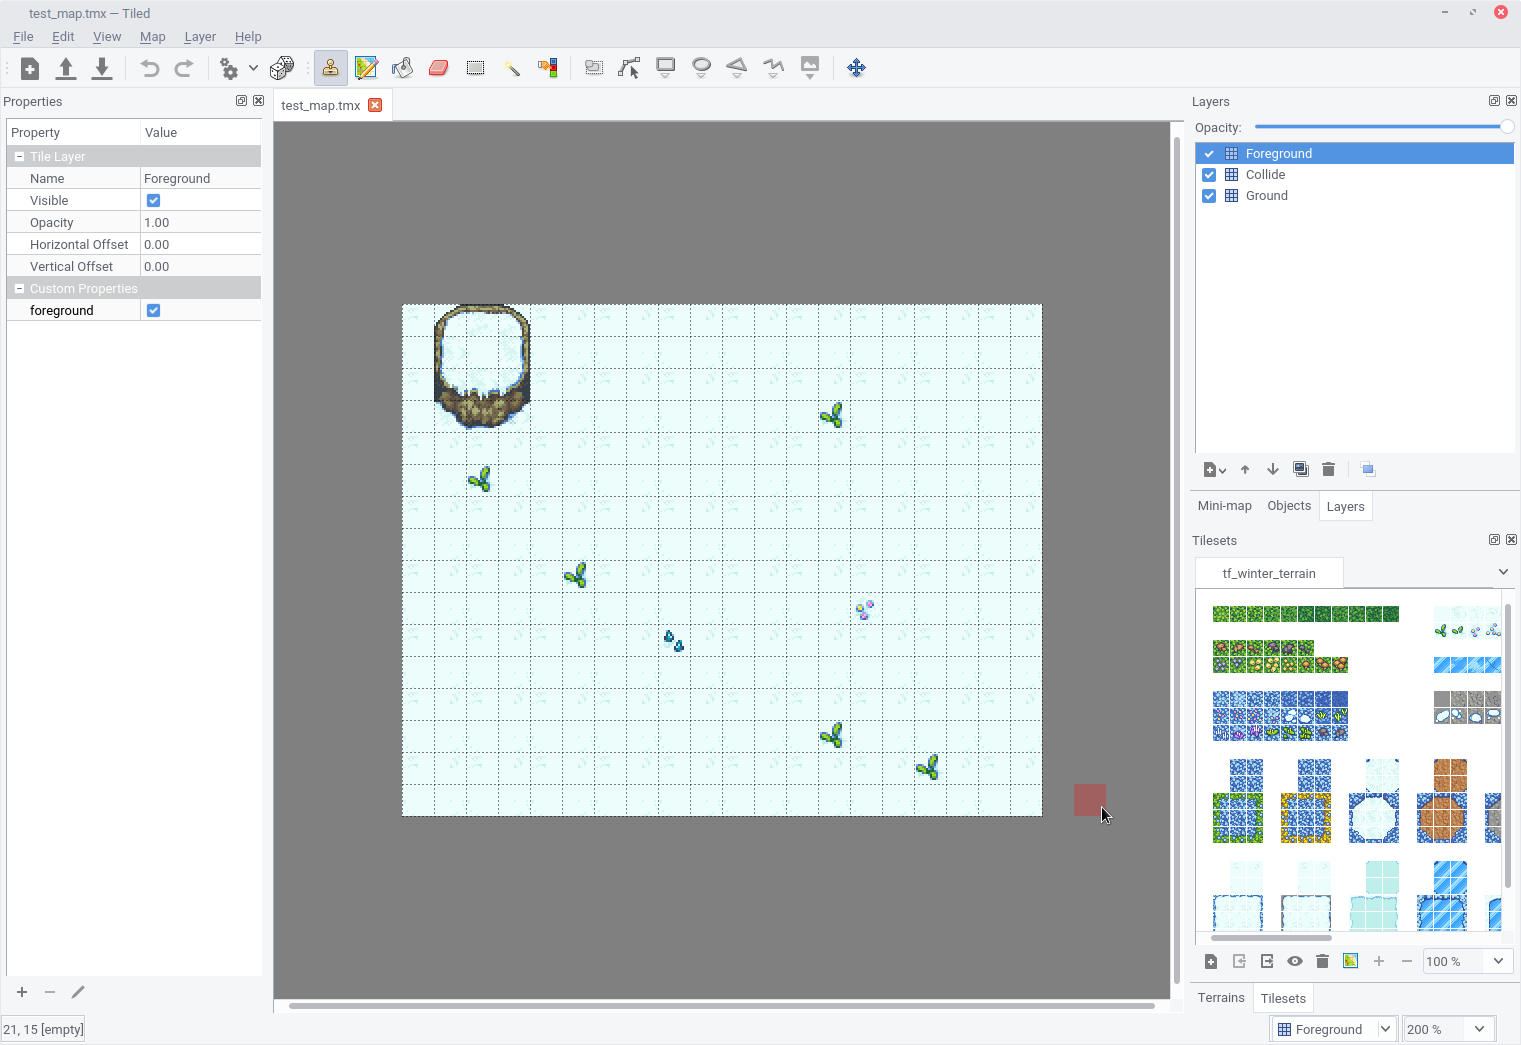 test_map.tmx — Tiled
File Edit View Map Layer Help
Properties
test_map.tmx
Layers
Property Value
Opacity:
Tile Layer
Name Foreground
Visible
Opacity 1.00
Horizontal Offset 0.00
Vertical Offset 0.00
Custom Properties
foreground
Foreground
Collide
Ground
Mini-map Objects Layers
Tilesets
tf_winter_terrain
100 %
Terrains Tilesets
21, 15 [empty]
Foreground
200 %